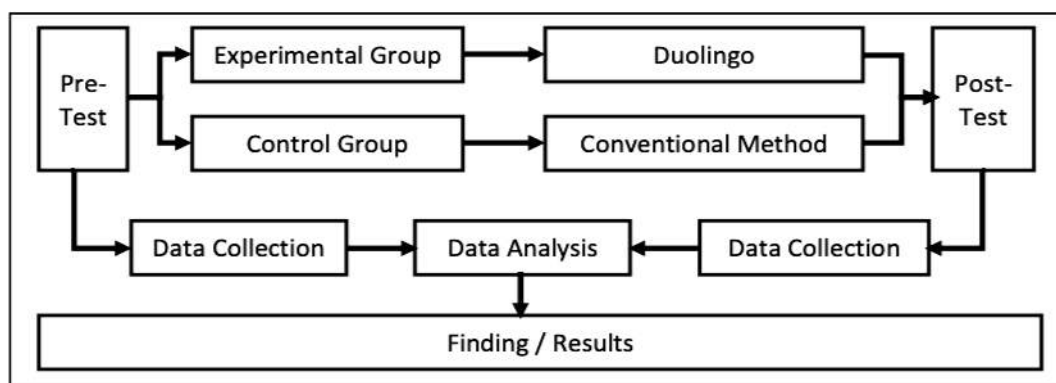 Pre-
Test
Experimental Group
Duolingo
Control Group
Conventional Method
Post-
Test
Data Collection
Data Analysis
Data Collection
Finding / Results